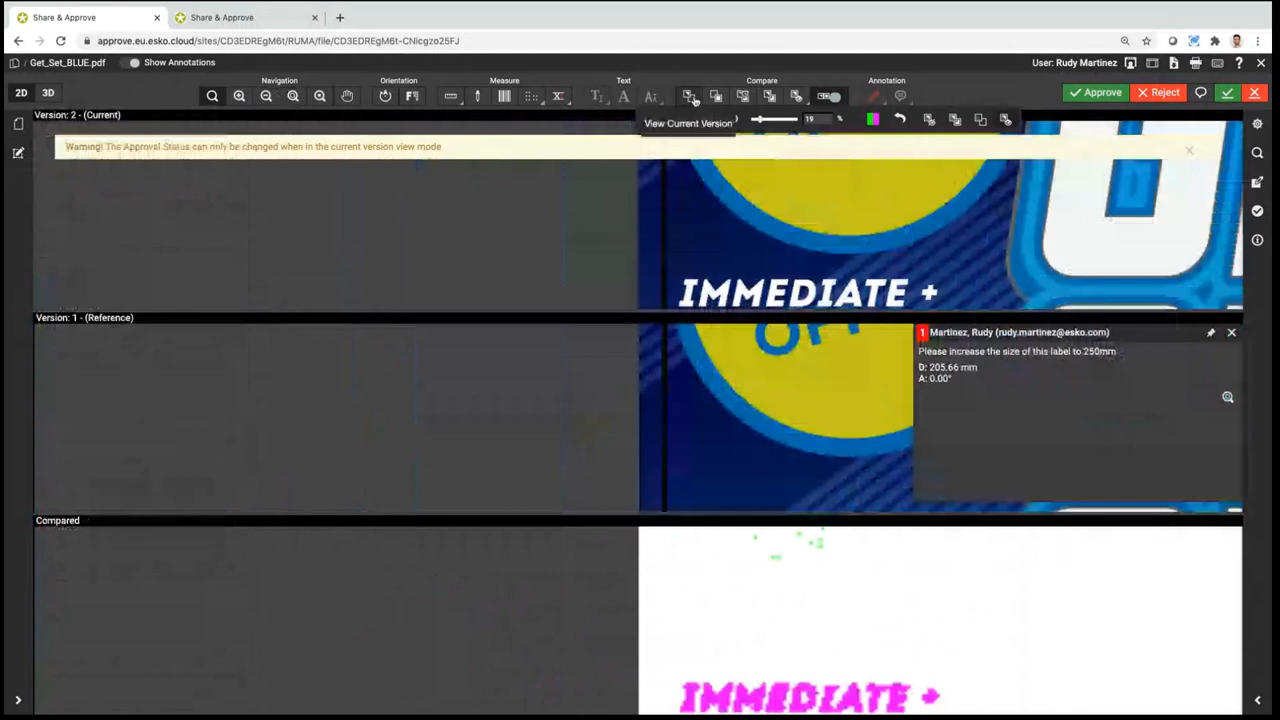 Share & Approve
Share & Approve
approve.eu.esko.cloud/sites/CD3EDREgM6t/RUMA/file/CD3EDREgM6t-CNicgzo25FJ
/ Get_Set_BLUE.pdf
Show Annotations
User: Rudy Martinez
2D
3D
Navigation
Orientation
Measure
Text
Compare
Annotation
Approve
Reject
View Current Version
19
%
Version: 2 - (Current)
Warning! The Approval Status can only be changed when in the current version view mode
IMMEDIATE +
Version: 1 - (Reference)
OFF
1 Martinez, Rudy (rudy.martinez@esko.com)
Please increase the size of this label to 250mm
D: 205.66 mm
A: 0.00°
Compared
IMMEDIATE +